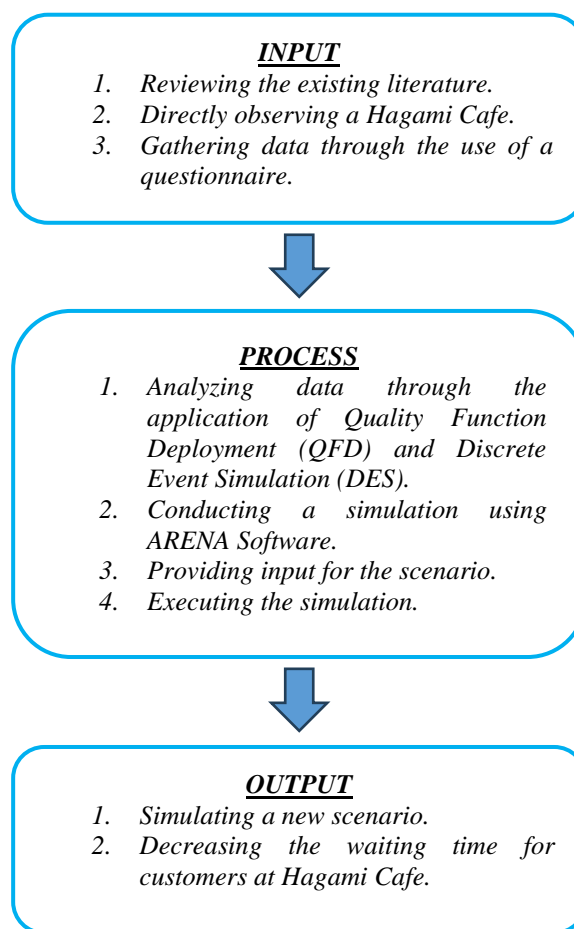 INPUT
1. Reviewing the existing literature.
2. Directly observing a Hagami Cafe.
3. Gathering data through the use of a
questionnaire.
PROCESS
1. Analyzing data through the
application of Quality Function
Deployment (QFD) and Discrete
Event Simulation (DES).
2. Conducting a simulation using
ARENA Software.
3. Providing input for the scenario.
4. Executing the simulation.
OUTPUT
1. Simulating a new scenario.
2. Decreasing the waiting time for
customers at Hagami Cafe.